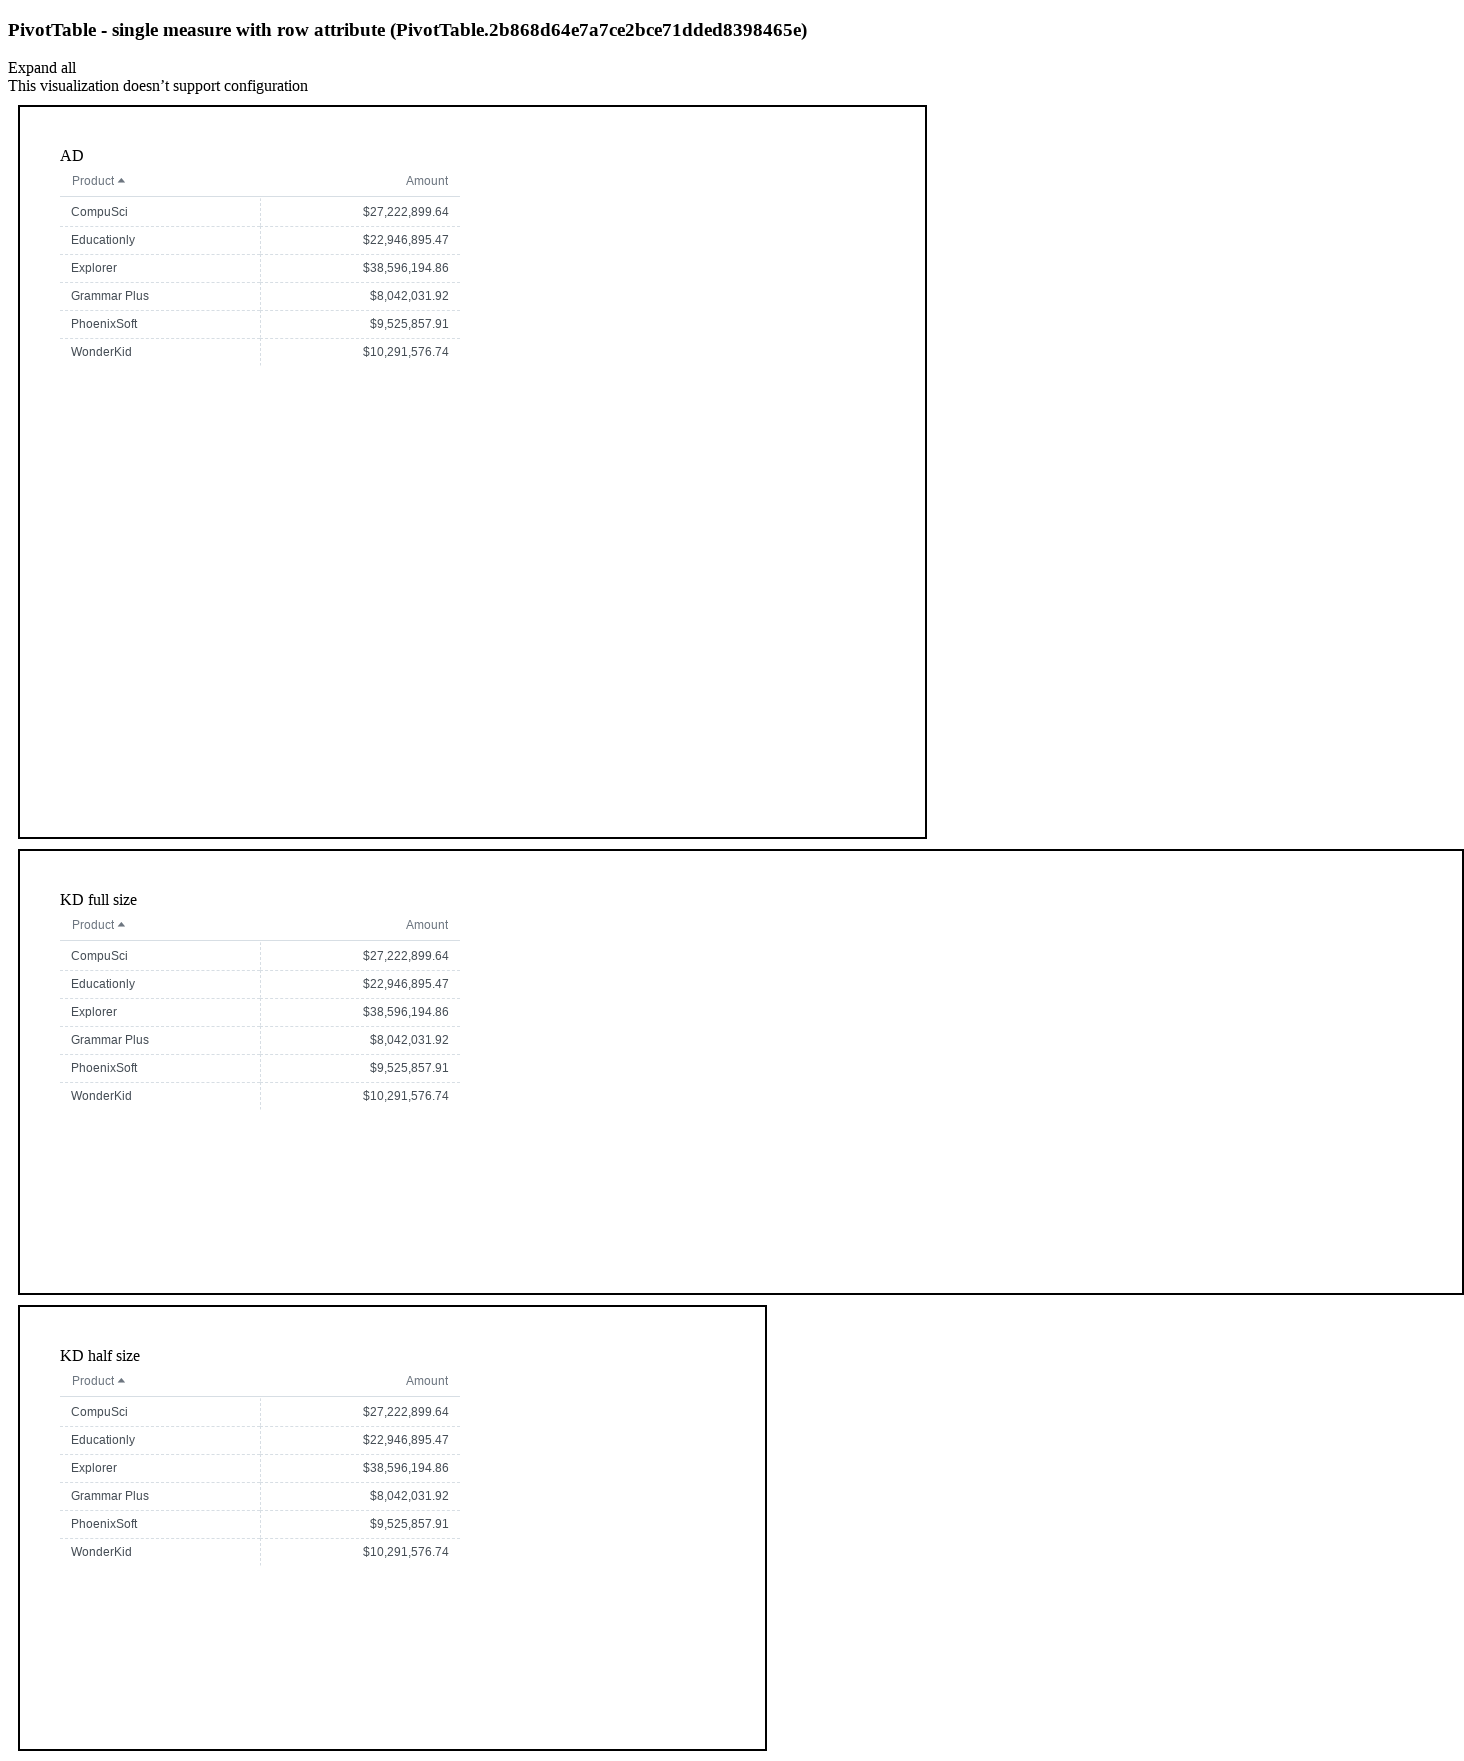 PivotTable - single measure with row attribute (PivotTable.2b868d64e7a7ce2bce71dded8398465e)
Expand all
This visualization doesn’t support configuration
AD
Product Amount
CompuSci $27,222,899.64
Educationly $22,946,895.47
Explorer $38,596,194.86
Grammar Plus $8,042,031.92
PhoenixSoft $9,525,857.91
WonderKid $10,291,576.74
KD full size
Product Amount
CompuSci $27,222,899.64
Educationly $22,946,895.47
Explorer $38,596,194.86
Grammar Plus $8,042,031.92
PhoenixSoft $9,525,857.91
WonderKid $10,291,576.74
KD half size
Product Amount
CompuSci $27,222,899.64
Educationly $22,946,895.47
Explorer $38,596,194.86
Grammar Plus $8,042,031.92
PhoenixSoft $9,525,857.91
WonderKid $10,291,576.74